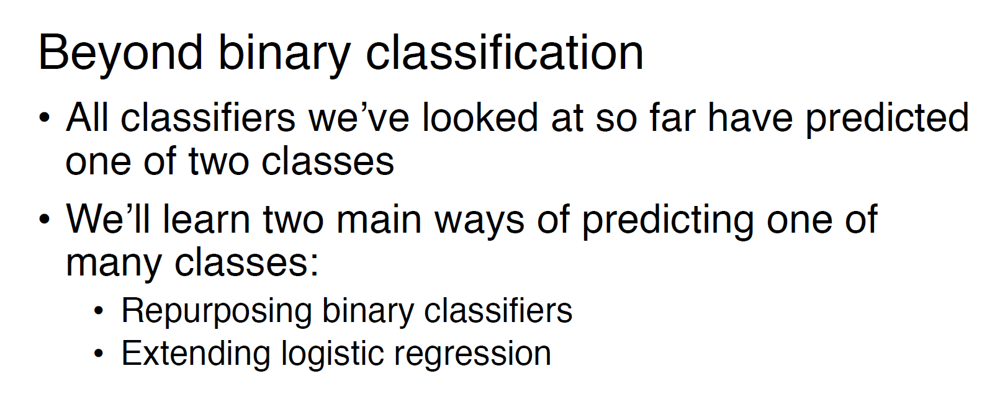 Beyond binary classification
• All classifiers we’ve looked at so far have predicted
one of two classes
• We’ll learn two main ways of predicting one of
many classes:
• Repurposing binary classifiers
• Extending logistic regression